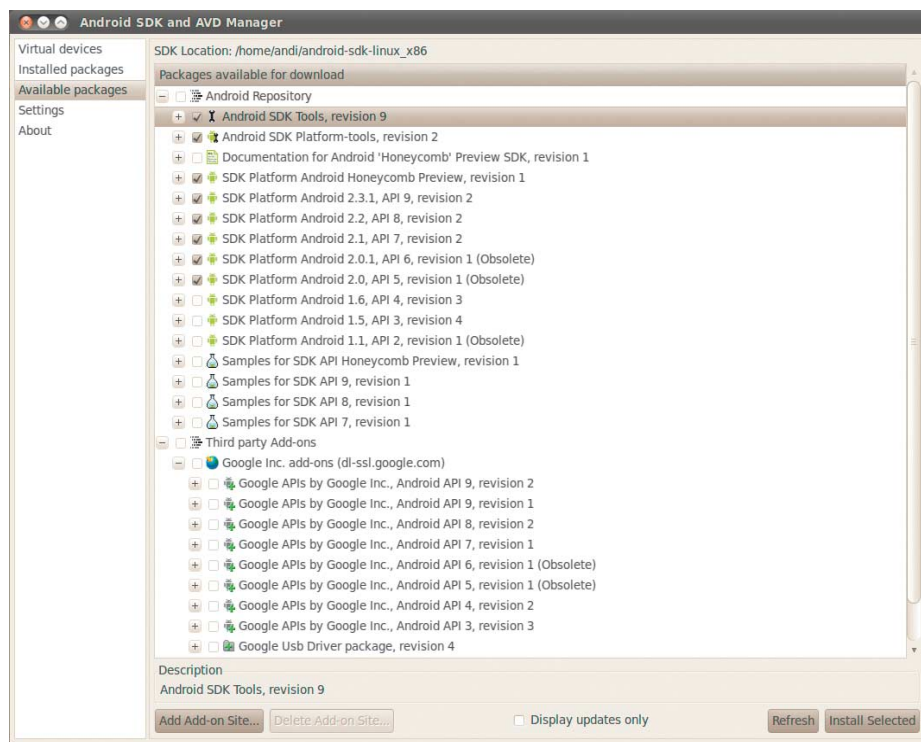 Android SDK and AVD Manager
Virtual devices
Installed packages
Available packages
Settings
About
SDK Location: /home/andi/android-sdk-linux_x86
Packages available for download
Android Repository
Android SDK Tools, revision 9
Android SDK Platform-tools, revision 2
Documentation for Android 'Honeycomb' Preview SDK, revision 1
SDK Platform Android Honeycomb Preview, revision 1
SDK Platform Android 2.3.1, API 9, revision 2
SDK Platform Android 2.2, API 8, revision 2
SDK Platform Android 2.1, API 7, revision 2
SDK Platform Android 2.0.1, API 6, revision 1 (Obsolete)
SDK Platform Android 2.0, API 5, revision 1 (Obsolete)
SDK Platform Android 1.6, API 4, revision 3
SDK Platform Android 1.5, API 3, revision 4
SDK Platform Android 1.1, API 2, revision 1 (Obsolete)
Samples for SDK API Honeycomb Preview, revision 1
Samples for SDK API 9, revision 1
Samples for SDK API 8, revision 1
Samples for SDK API 7, revision 1
Third party Add-ons
Google Inc. add-ons (dl-ssl.google.com)
Google APIs by Google Inc., Android API 9, revision 2
Google APIs by Google Inc., Android API 9, revision 1
Google APIs by Google Inc., Android API 8, revision 2
Google APIs by Google Inc., Android API 7, revision 1
Google APIs by Google Inc., Android API 6, revision 1 (Obsolete)
Google APIs by Google Inc., Android API 5, revision 1 (Obsolete)
Google APIs by Google Inc., Android API 4, revision 2
Google APIs by Google Inc., Android API 3, revision 3
Google Usb Driver package, revision 4
Description
Android SDK Tools, revision 9
Add Add-on Site...
Delete Add-on Site...
Display updates only
Refresh
Install Selected